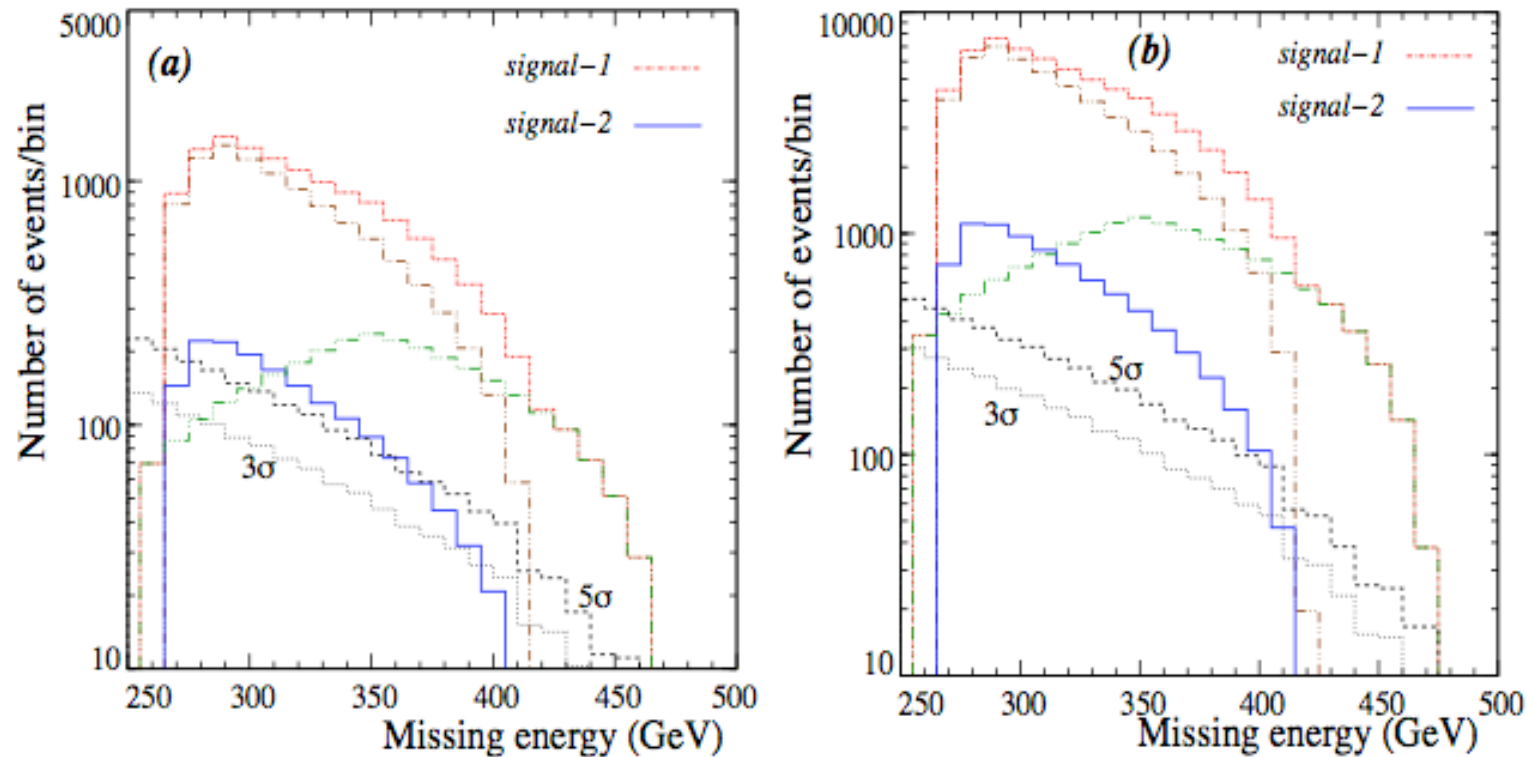 (a)
signal-1
signal-2
5000
1000
100
10
Number of events/bin
3σ
5σ
250 300 350 400 450 500
Missing energy (GeV)
(b)
signal-1
signal-2
10000
1000
100
10
Number of events/bin
5σ
3σ
250 300 350 400 450 500
Missing energy (GeV)